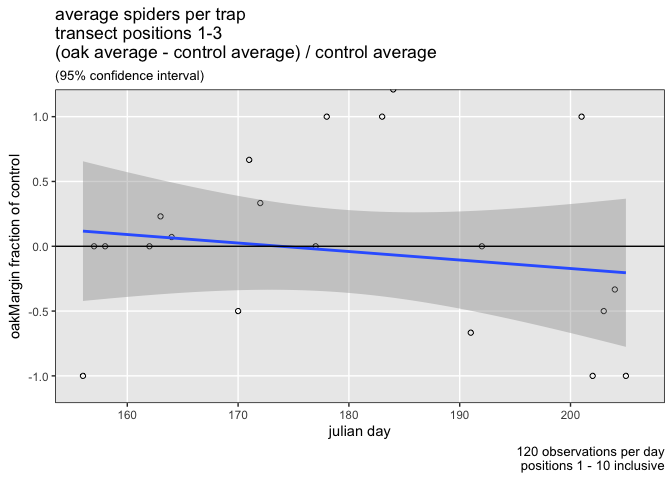 average spiders per trap
transect positions 1-3
(oak average - control average) / control average
(95% confidence interval)
oakMargin fraction of control
1.0
0.5
0.0
-0.5
-1.0
160 170 180 190 200
julian day
120 observations per day
positions 1 - 10 inclusive